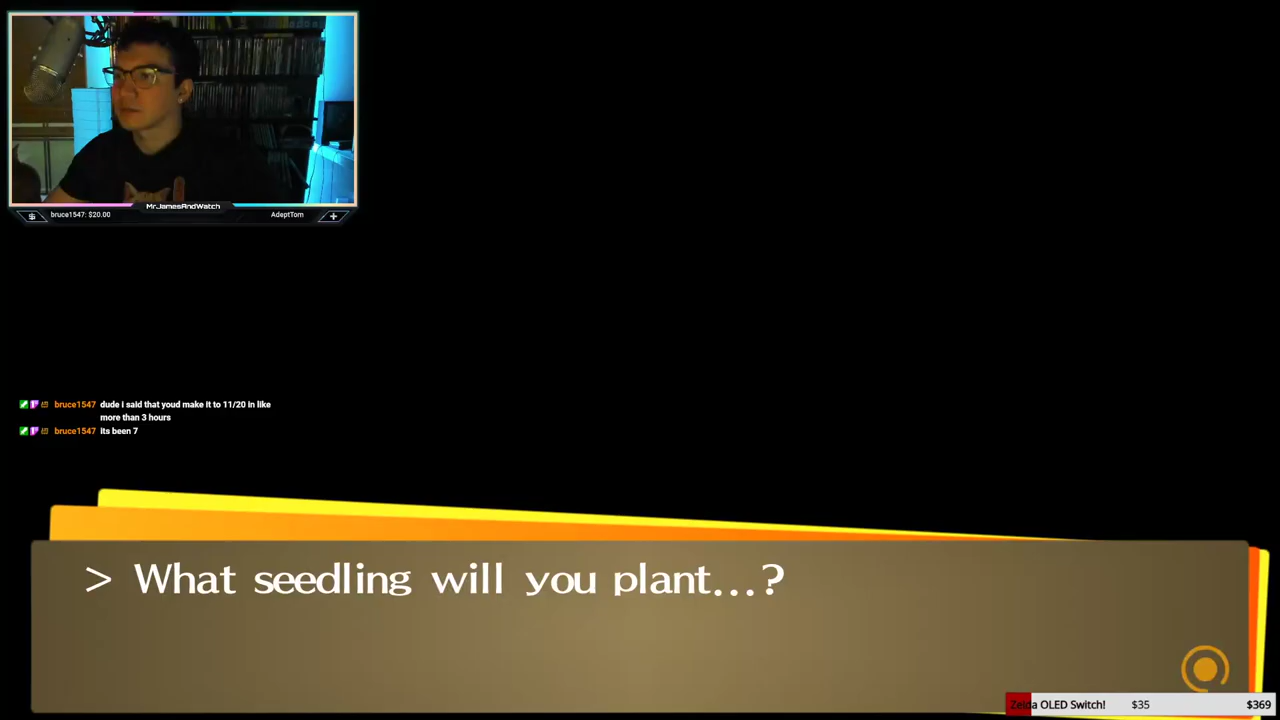 MrJamesAndWatch
$ bruce1547: $20.00 AdeptTom +
bruce1547 dude i said that youd make it to 11/20 in like
more than 3 hours
bruce1547 its been 7
> What seedling will you plant...?
Zelda OLED Switch! $35 $369